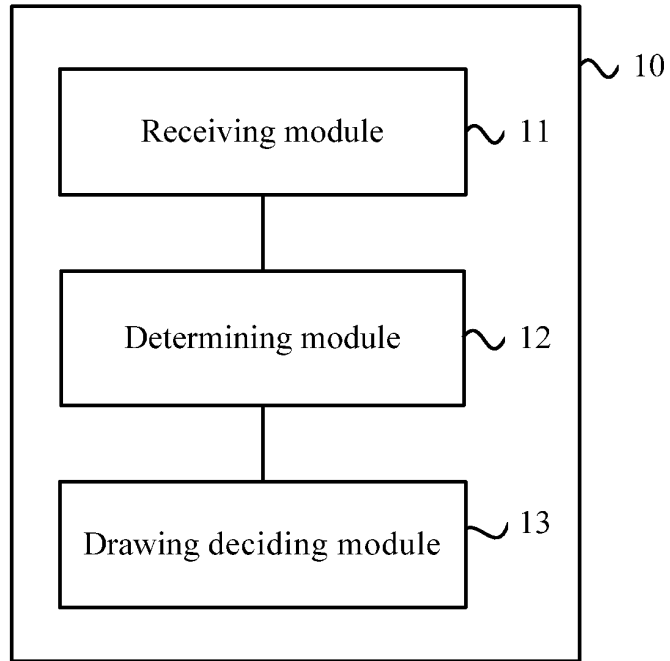 10
Receiving module
11
Determining module
12
Drawing deciding module
13